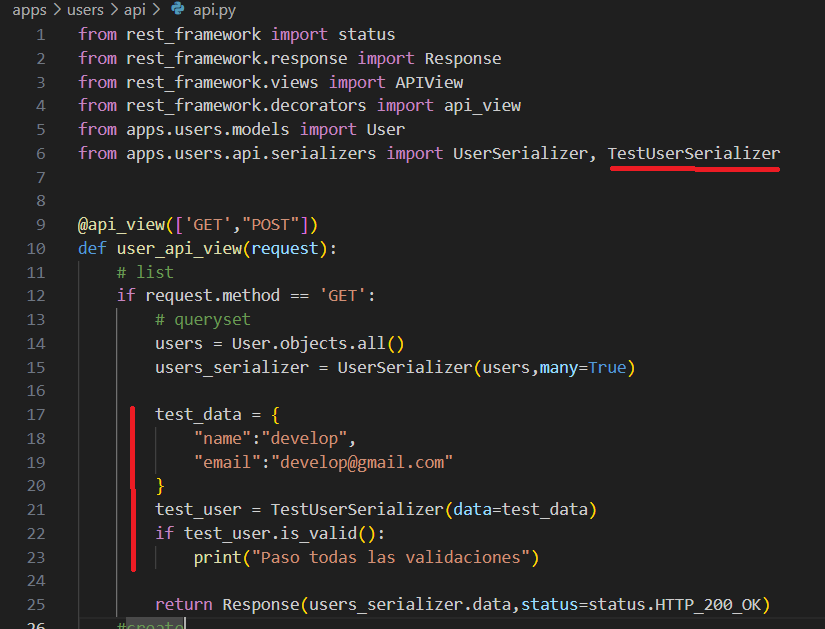 apps > users > api > api.py
1 from rest_framework import status
2 from rest_framework.response import Response
3 from rest_framework.views import APIView
4 from rest_framework.decorators import api_view
5 from apps.users.models import User
6 from apps.users.api.serializers import UserSerializer, TestUserSerializer
7
8
9 @api_view(['GET',"POST"])
10 def user_api_view(request):
11     # list
12     if request.method == 'GET':
13         # queryset
14         users = User.objects.all()
15         users_serializer = UserSerializer(users,many=True)
16
17         test_data = {
18             "name":"develop",
19             "email":"develop@gmail.com"
20         }
21         test_user = TestUserSerializer(data=test_data)
22         if test_user.is_valid():
23             print("Paso todas las validaciones")
24
25         return Response(users_serializer.data,status=status.HTTP_200_OK)
26     #create